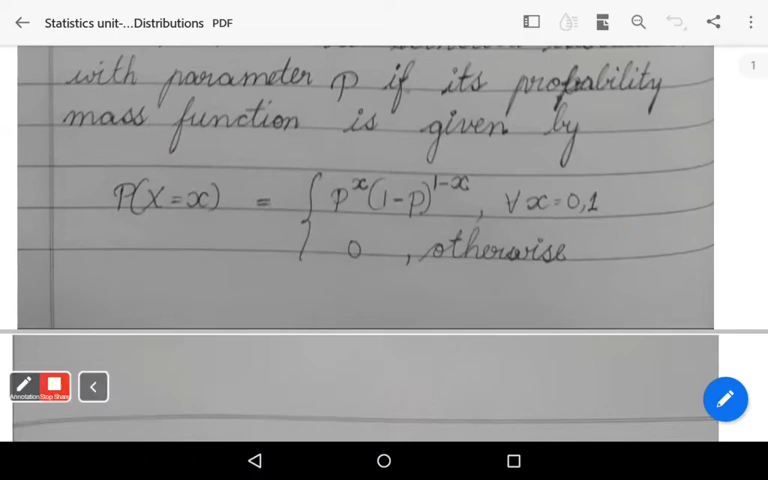 Statistics unit-...Distributions PDF
1
with parameter p if its probability
mass function is given by
P(X=x) = { p^x(1-p)^{1-x}, ∀ x=0,1
0 , otherwise
Annotation Stop Share